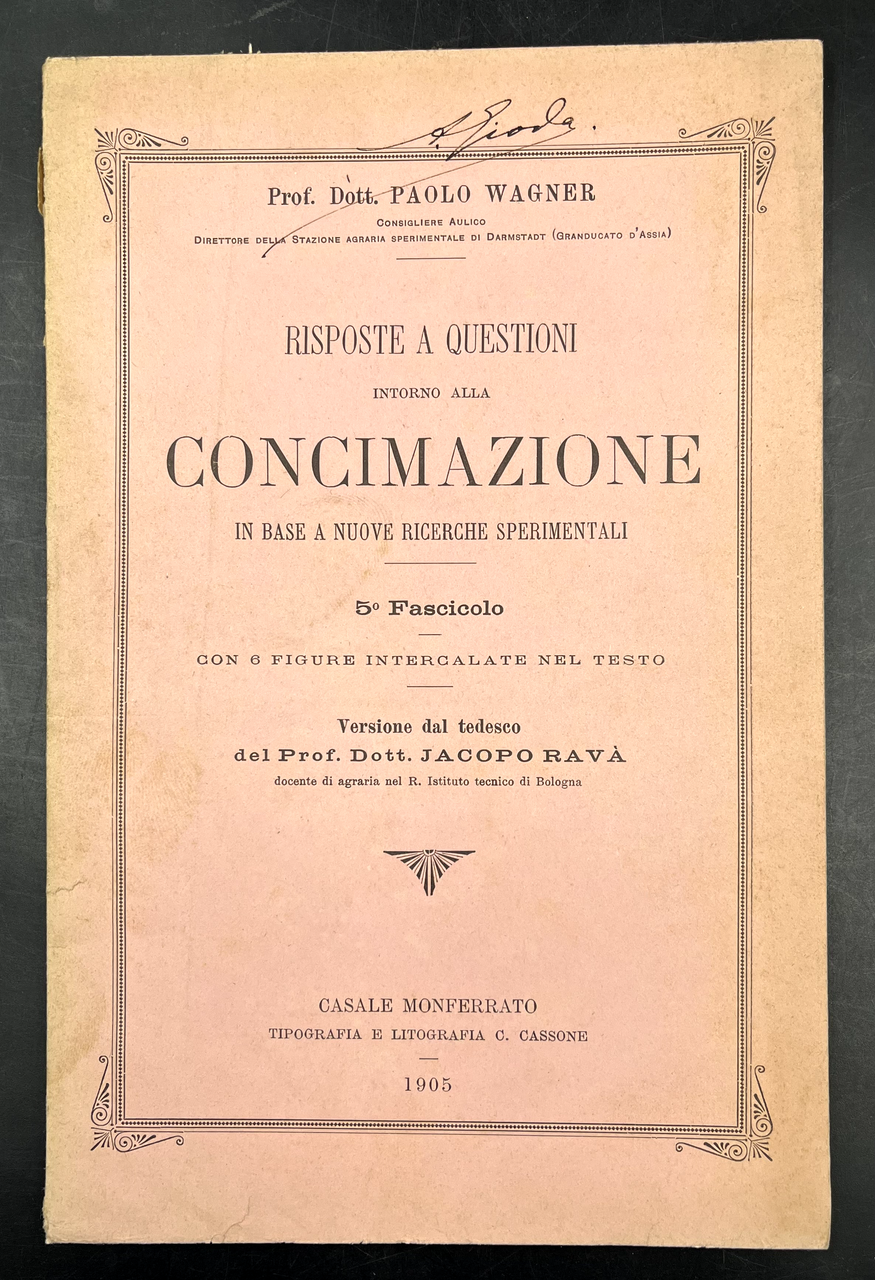 A. Gioda.
Prof. Dott. PAOLO WAGNER
CONSIGLIERE AULICO
DIRETTORE DELLA STAZIONE AGRARIA SPERIMENTALE DI DARMSTADT (GRANDUCATO D'ASSIA)
RISPOSTE A QUESTIONI
INTORNO ALLA
CONCIMAZIONE
IN BASE A NUOVE RICERCHE SPERIMENTALI
5º Fascicolo
CON 6 FIGURE INTERCALATE NEL TESTO
Versione dal tedesco
del Prof. Dott. JACOPO RAVÀ
docente di agraria nel R. Istituto tecnico di Bologna
CASALE MONFERRATO
TIPOGRAFIA E LITOGRAFIA C. CASSONE
1905